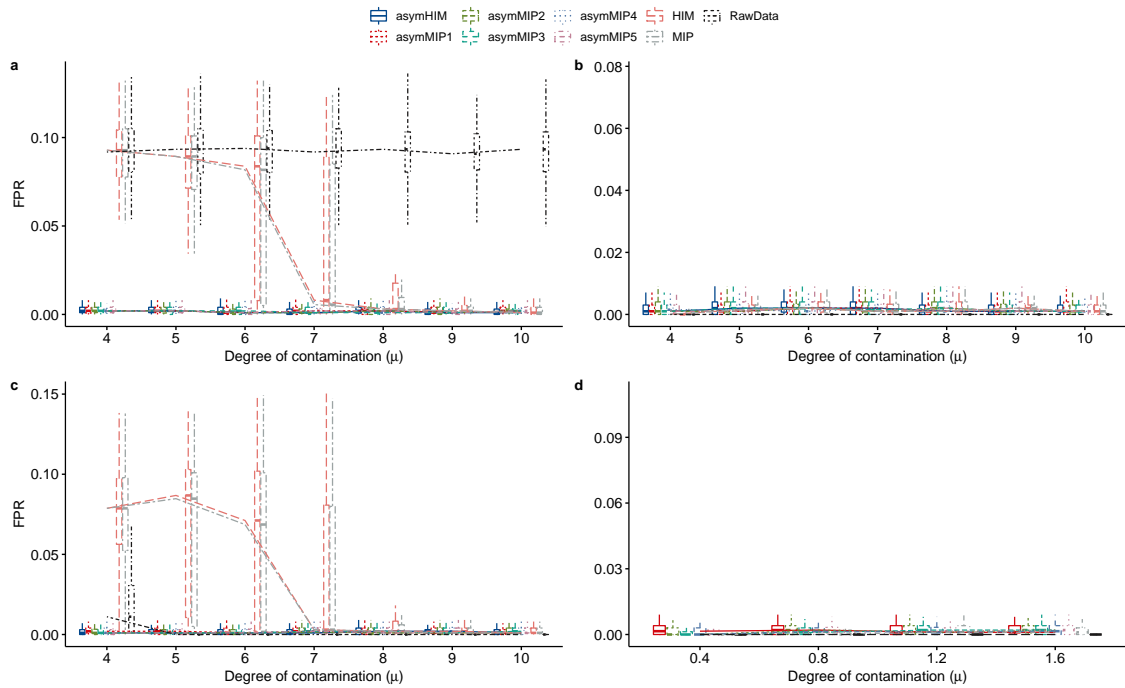 asymHIM asymMIP2 asymMIP4 HIM RawData
asymMIP1 asymMIP3 asymMIP5 MIP
a
0.10
0.05
0.00
FPR
4 5 6 7 8 9 10
Degree of contamination (μ)
b
0.08
0.06
0.04
0.02
0.00
4 5 6 7 8 9 10
Degree of contamination (μ)
c
0.15
0.10
0.05
0.00
FPR
4 5 6 7 8 9 10
Degree of contamination (μ)
d
0.09
0.06
0.03
0.00
0.4 0.8 1.2 1.6
Degree of contamination (μ)